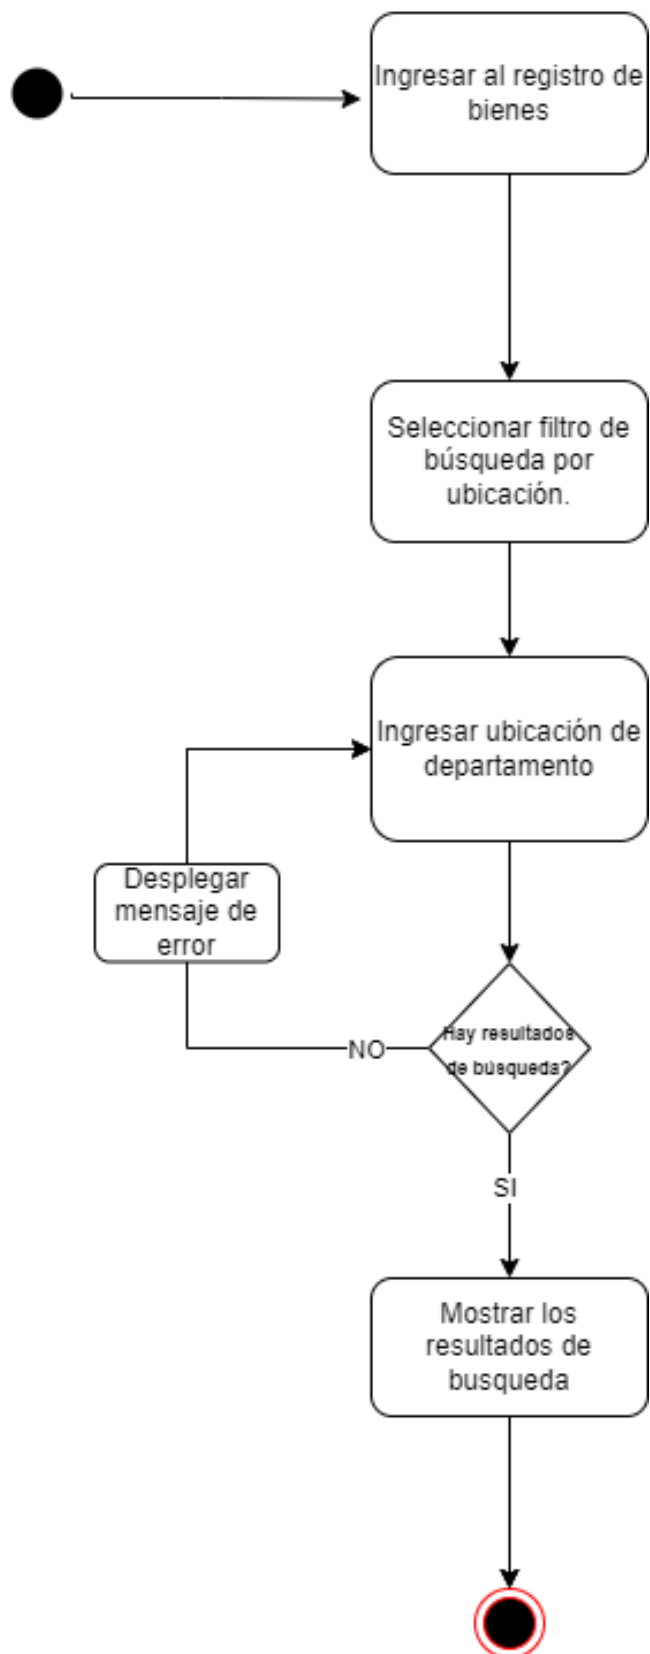 Ingresar al registro de
bienes
Seleccionar filtro de
búsqueda por
ubicación.
Ingresar ubicación de
departamento
Desplegar
mensaje de
error
Hay resultados
de búsqueda?
NO
SI
Mostrar los
resultados de
busqueda